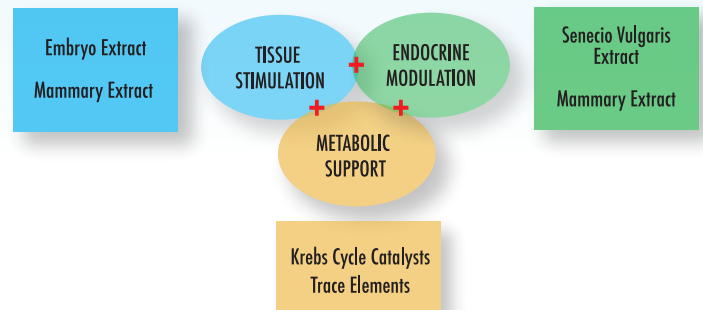 Embryo Extract
Mammary Extract
TISSUE
STIMULATION
+
ENDOCRINE
MODULATION
Senecio Vulgaris
Extract
Mammary Extract
+
+
METABOLIC
SUPPORT
Krebs Cycle Catalysts
Trace Elements